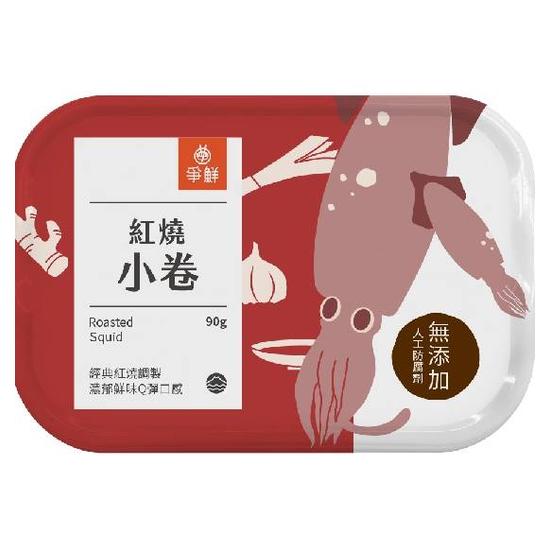 爭鮮
紅燒
小卷
Roasted 90g
Squid
經典紅燒調製
濃郁鮮味Q彈口感
無添加
人工防腐劑